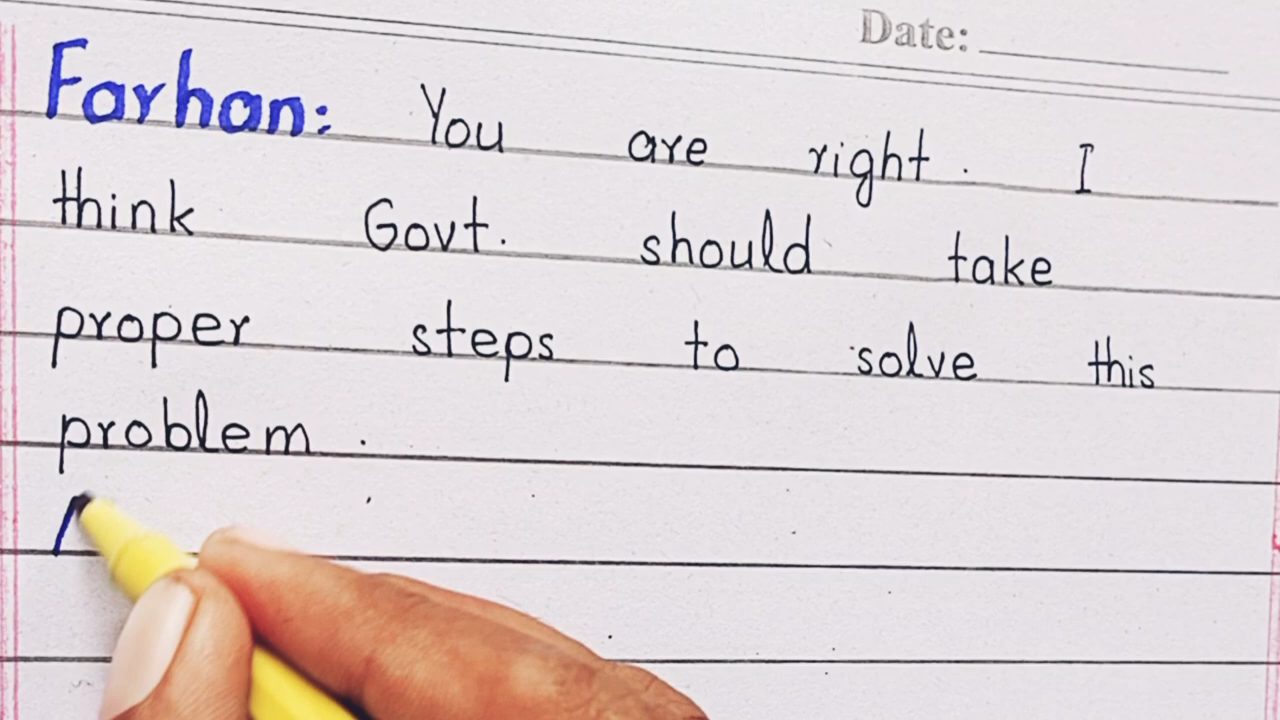 Date:
Farhan: You are right. I
think Govt. should take
proper steps to solve this
problem.